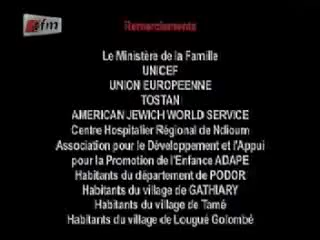 tfm
Remerciements
Le Ministère de la Famille
UNICEF
UNION EUROPEENNE
TOSTAN
AMERICAN JEWICH WORLD SERVICE
Centre Hospitalier Régional de Ndioum
Association pour le Développement et l'Appui
pour la Promotion de l'Enfance ADAPE
Habitants du département de PODOR
Habitants du village de GATHIARY
Habitants du village de Tamé
Habitants du village de Lougué Golombé